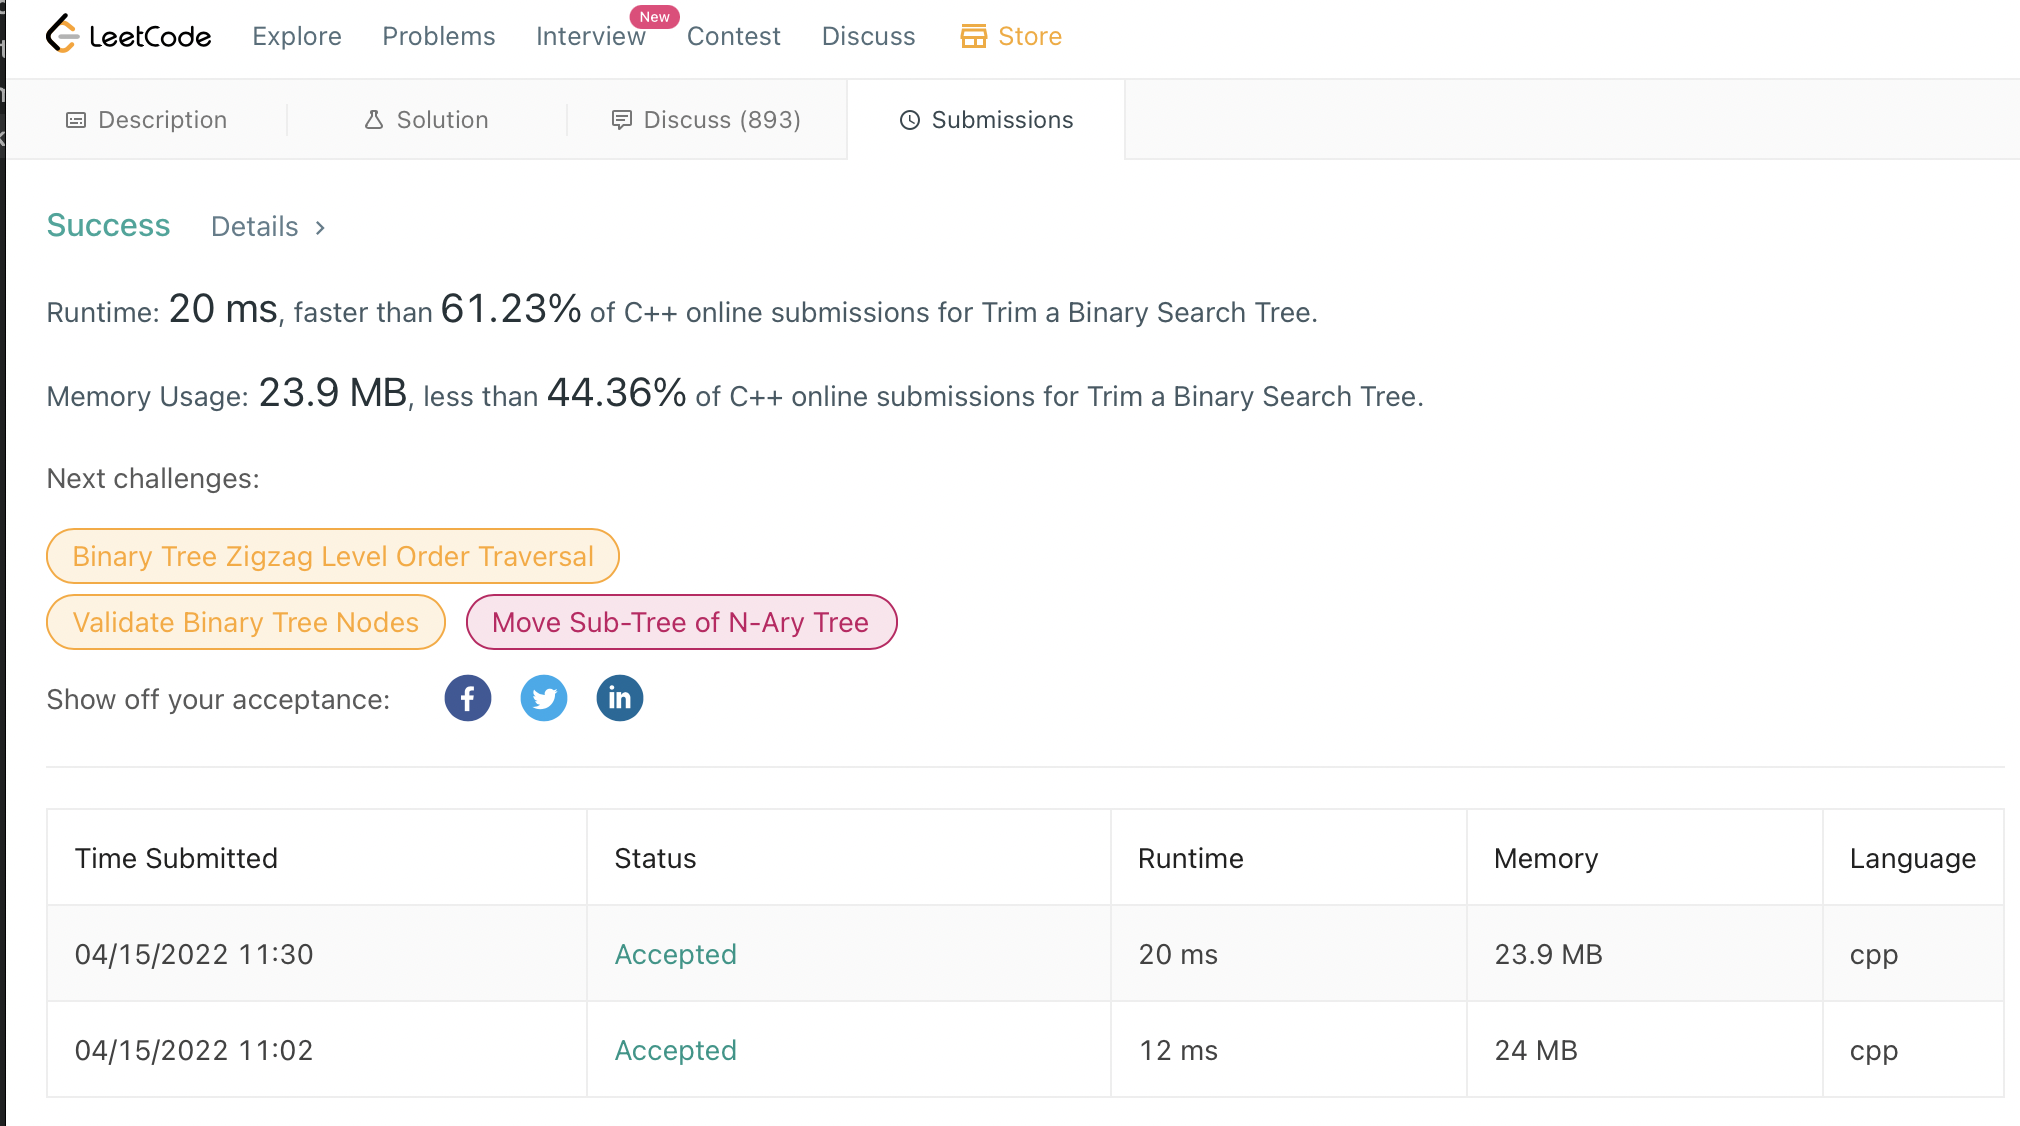 LeetCode Explore Problems Interview New Contest Discuss Store
Description Solution Discuss (893) Submissions
Success Details >
Runtime: 20 ms, faster than 61.23% of C++ online submissions for Trim a Binary Search Tree.
Memory Usage: 23.9 MB, less than 44.36% of C++ online submissions for Trim a Binary Search Tree.
Next challenges:
Binary Tree Zigzag Level Order Traversal
Validate Binary Tree Nodes Move Sub-Tree of N-Ary Tree
Show off your acceptance: f in
Time Submitted Status Runtime Memory Language
04/15/2022 11:30 Accepted 20 ms 23.9 MB cpp
04/15/2022 11:02 Accepted 12 ms 24 MB cpp